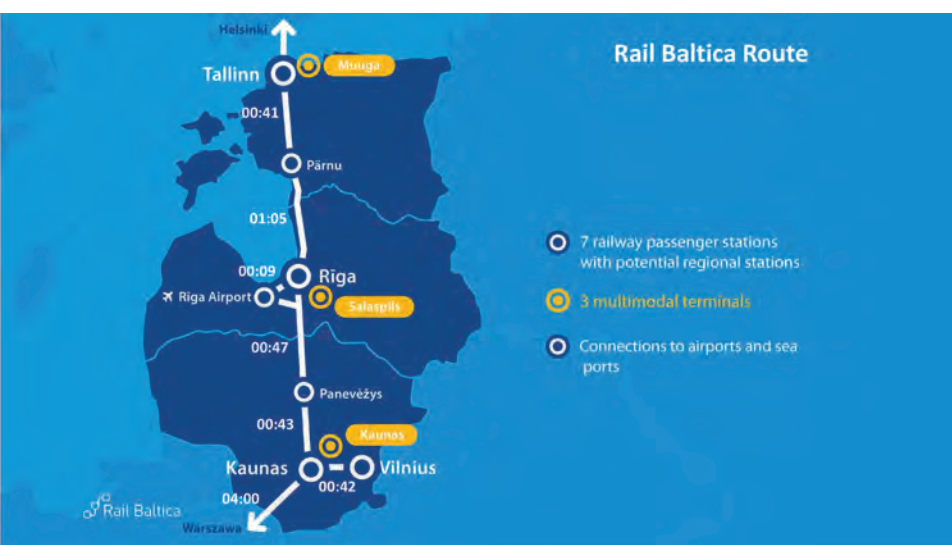 Helsinki
Rail Baltica Route
Tallinn
Muuga
00:41
Pärnu
01:05
7 railway passenger stations
with potential regional stations
00:09
Rīga
Rīga Airport
Salaspils
3 multimodal terminals
00:47
Connections to airports and sea
ports
Panevėžys
00:43
Kaunas
Kaunas
Vilnius
00:42
04:00
Rail Baltica
Warszawa